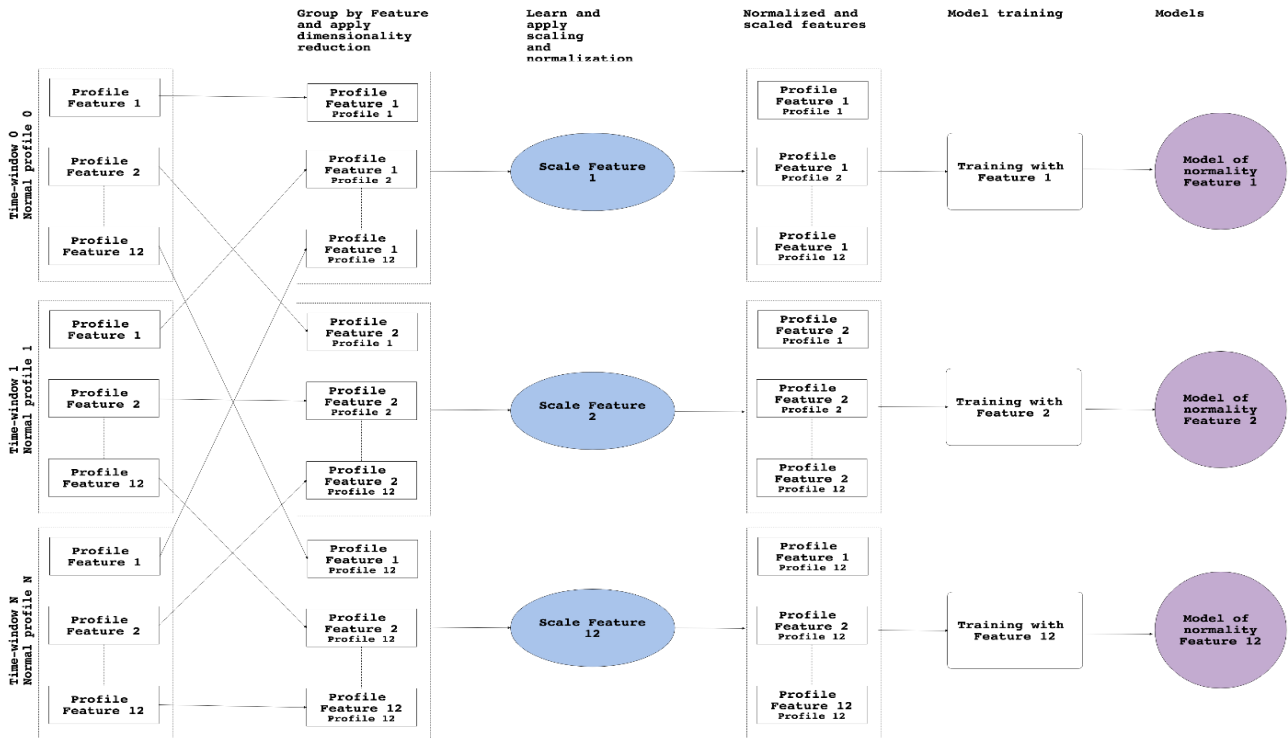 Group by Feature
and apply
dimensionality
reduction
Learn and
apply
scaling
and
normalization
Normalized and
scaled features
Model training
Models
Time-window 0
Normal profile 0
Profile
Feature 1
Profile
Feature 2
Profile
Feature 12
Profile
Feature 1
Profile 1
Profile
Feature 1
Profile 2
Profile
Feature 1
Profile 12
Scale Feature
1
Profile
Feature 1
Profile 1
Profile
Feature 1
Profile 2
Profile
Feature 1
Profile 12
Training with
Feature 1
Model of
normality
Feature 1
Time-window 1
Normal profile 1
Profile
Feature 1
Profile
Feature 2
Profile
Feature 12
Profile
Feature 2
Profile 1
Profile
Feature 2
Profile 2
Profile
Feature 2
Profile 12
Scale Feature
2
Profile
Feature 2
Profile 1
Profile
Feature 2
Profile 2
Profile
Feature 2
Profile 12
Training with
Feature 2
Model of
normality
Feature 2
Time-window N
Normal profile N
Profile
Feature 1
Profile
Feature 2
Profile
Feature 12
Profile
Feature 1
Profile 12
Profile
Feature 2
Profile 12
Profile
Feature 12
Profile 12
Scale Feature
12
Profile
Feature 1
Profile 12
Profile
Feature 2
Profile 12
Profile
Feature 12
Profile 12
Training with
Feature 12
Model of
normality
Feature 12